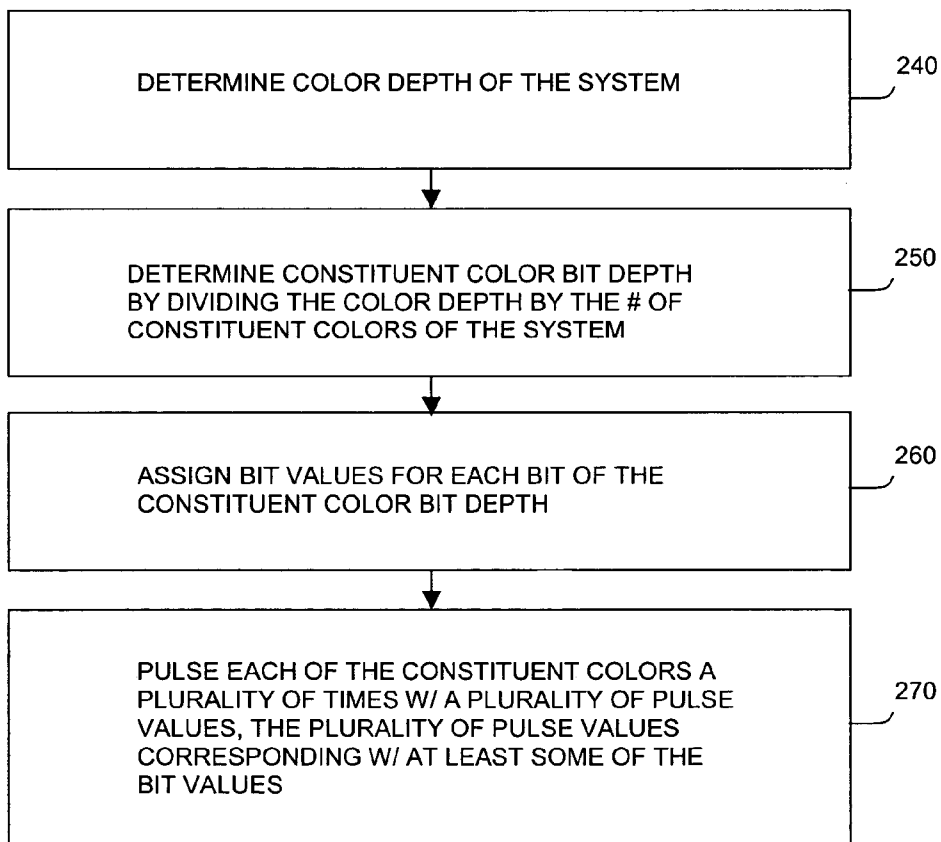 DETERMINE COLOR DEPTH OF THE SYSTEM
240
DETERMINE CONSTITUENT COLOR BIT DEPTH
BY DIVIDING THE COLOR DEPTH BY THE # OF
CONSTITUENT COLORS OF THE SYSTEM
250
ASSIGN BIT VALUES FOR EACH BIT OF THE
CONSTITUENT COLOR BIT DEPTH
260
PULSE EACH OF THE CONSTITUENT COLORS A
PLURALITY OF TIMES W/ A PLURALITY OF PULSE
VALUES, THE PLURALITY OF PULSE VALUES
CORRESPONDING W/ AT LEAST SOME OF THE
BIT VALUES
270